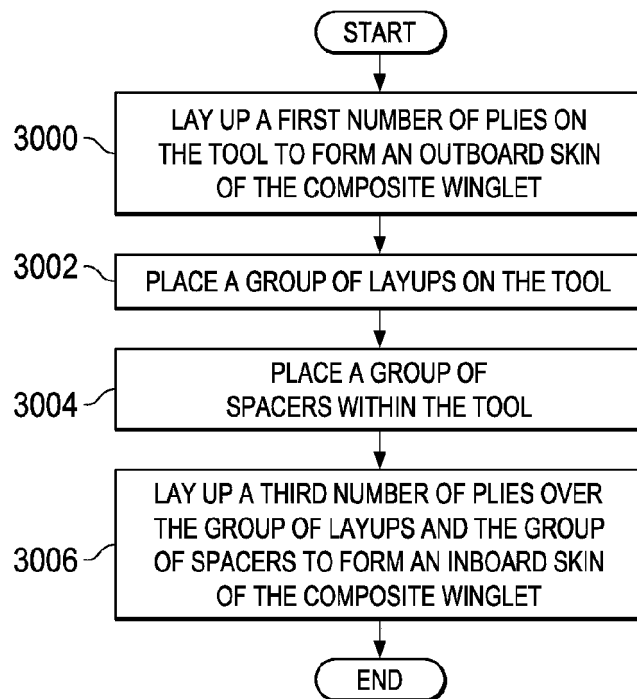 START
3000
LAY UP A FIRST NUMBER OF PLIES ON
THE TOOL TO FORM AN OUTBOARD SKIN
OF THE COMPOSITE WINGLET
3002
PLACE A GROUP OF LAYUPS ON THE TOOL
3004
PLACE A GROUP OF
SPACERS WITHIN THE TOOL
3006
LAY UP A THIRD NUMBER OF PLIES OVER
THE GROUP OF LAYUPS AND THE GROUP
OF SPACERS TO FORM AN INBOARD SKIN
OF THE COMPOSITE WINGLET
END